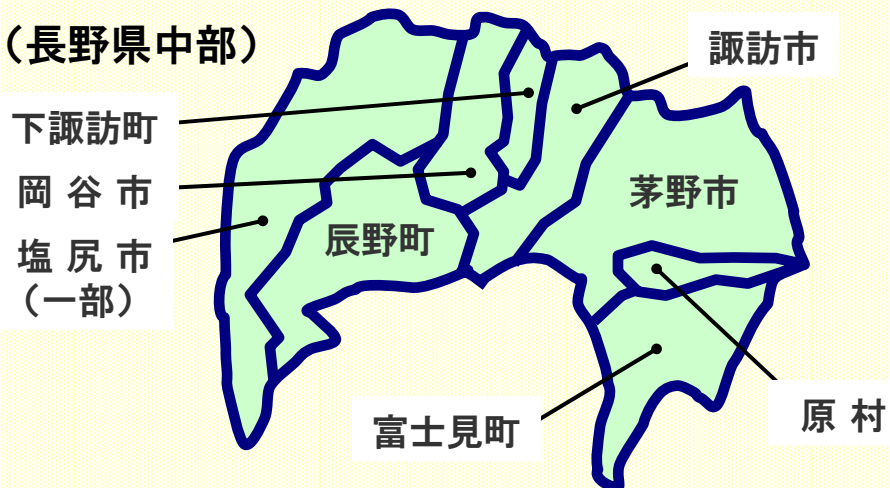 （長野県中部）
諏訪市
下諏訪町
岡谷市
茅野市
塩尻市
（一部）
辰野町
原村
富士見町